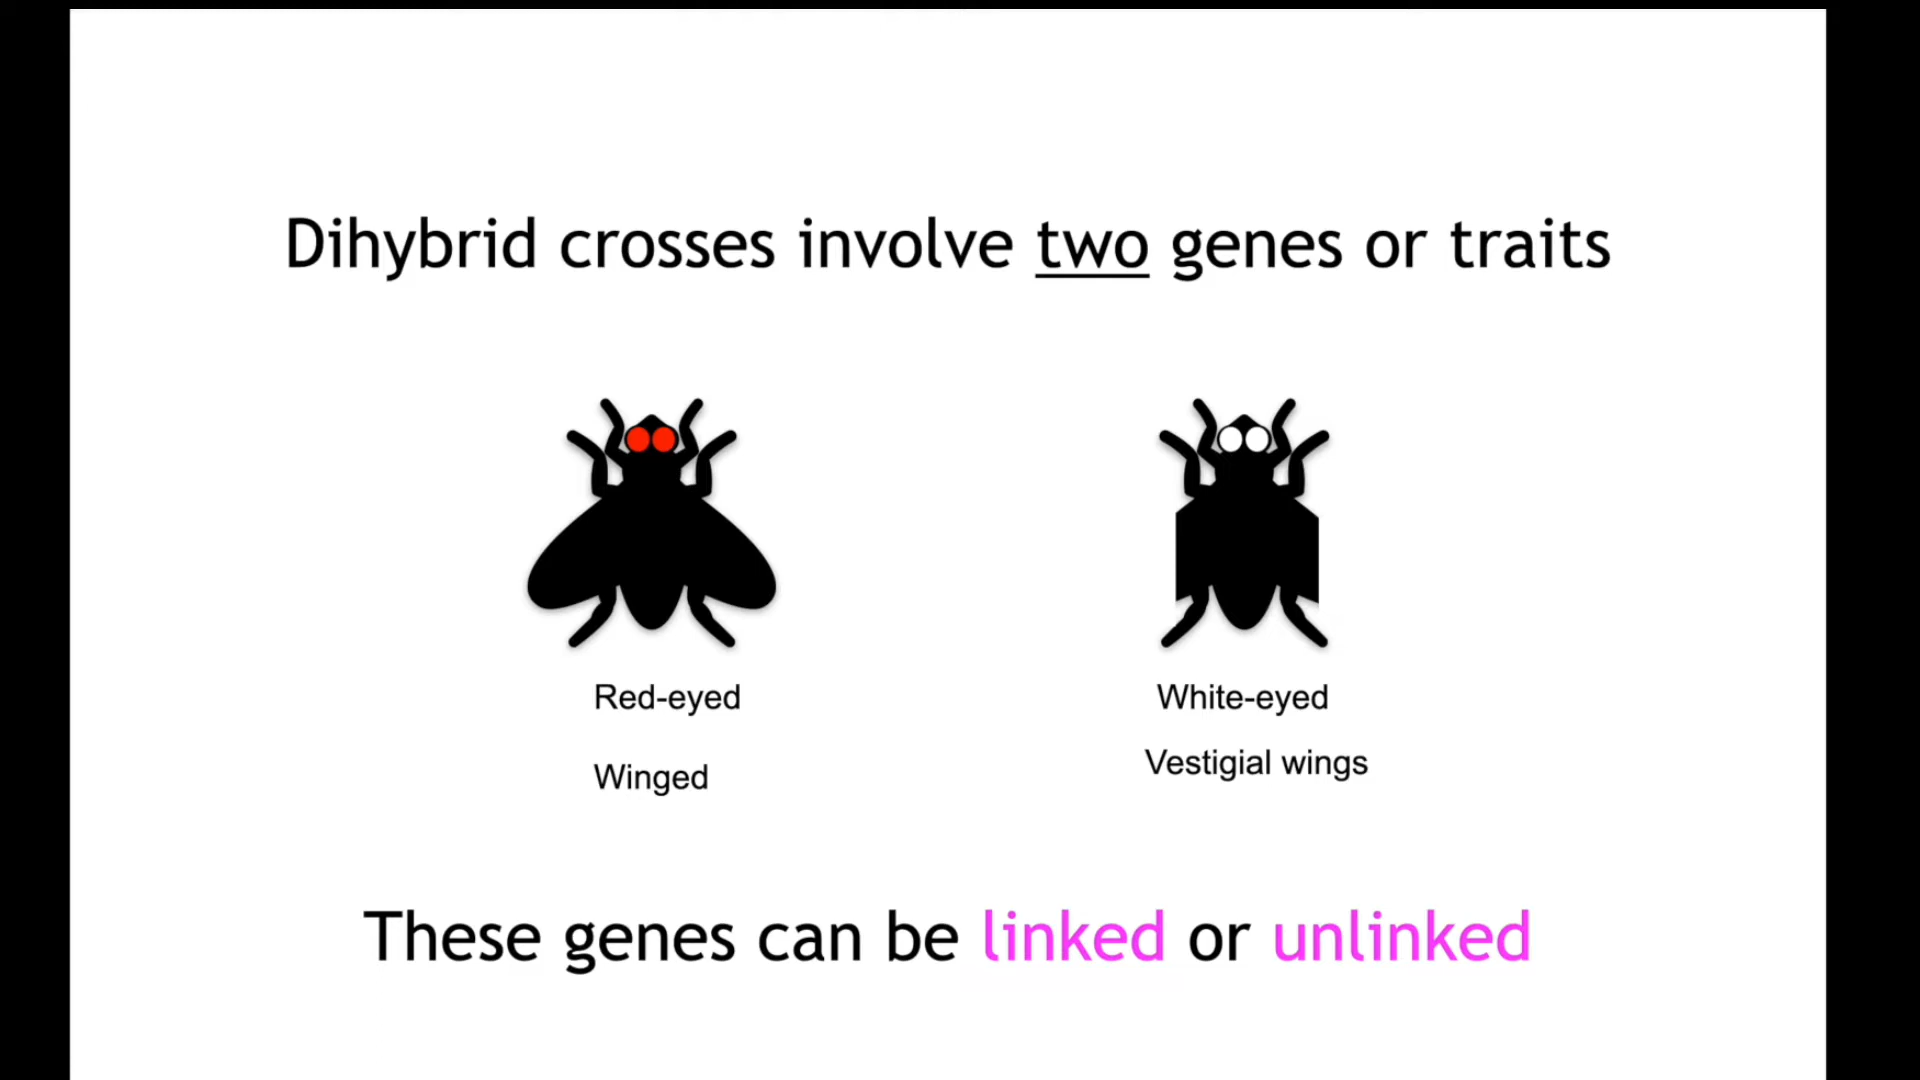 Dihybrid crosses involve two genes or traits
Red-eyed
Winged
White-eyed
Vestigial wings
These genes can be linked or unlinked